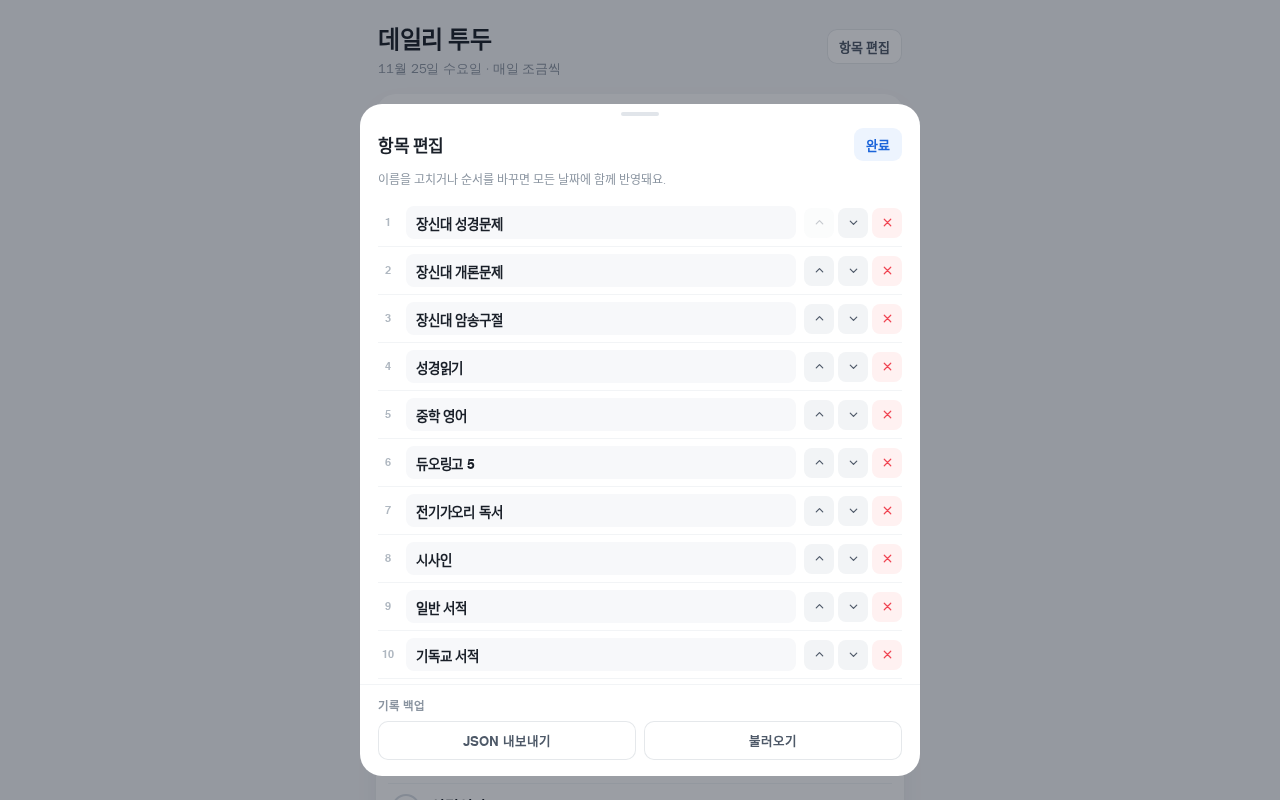 데일리 투두
11월 25일 수요일 · 매일 조금씩
항목 편집
항목 편집
완료
이름을 고치거나 순서를 바꾸면 모든 날짜에 함께 반영돼요.
1 장신대 성경문제
2 장신대 개론문제
3 장신대 암송구절
4 성경읽기
5 중학 영어
6 듀오링고 5
7 전기가오리 독서
8 시사인
9 일반 서적
10 기독교 서적
기록 백업
JSON 내보내기
불러오기